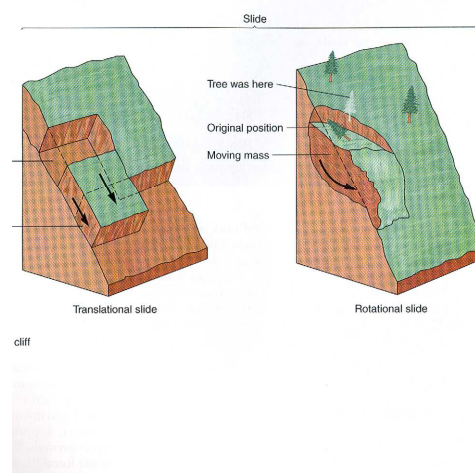 Slide
Tree was here
Original position
Moving mass
Translational slide
Rotational slide
cliff